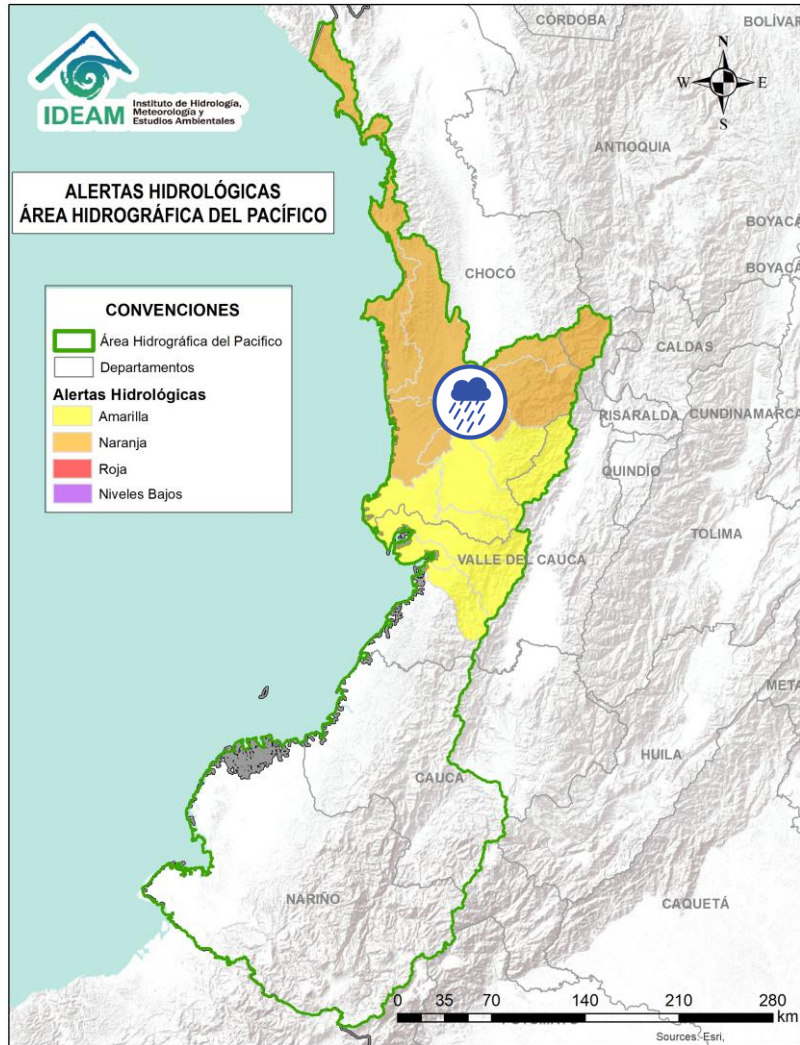 IDEAM
Instituto de Hidrología,
Meteorología y
Estudios Ambientales
ALERTAS HIDROLÓGICAS
ÁREA HIDROGRÁFICA DEL PACÍFICO
CONVENCIONES
Área Hidrográfica del Pacifico
Departamentos
Alertas Hidrológicas
Amarilla
Naranja
Roja
Niveles Bajos
CÓRDOBA
BOLÍVAR
N
W E
S
ANTIOQUIA
BOYACÁ
BOYACÁ
CHOCÓ
CALDAS
RISARALDA
CUNDINAMARCA
QUINDÍO
TOLIMA
VALLE DEL CAUCA
META
HUILA
CAUCA
NARIÑO
CAQUETÁ
0 35 70 140 210 280
km
Sources: Esri,